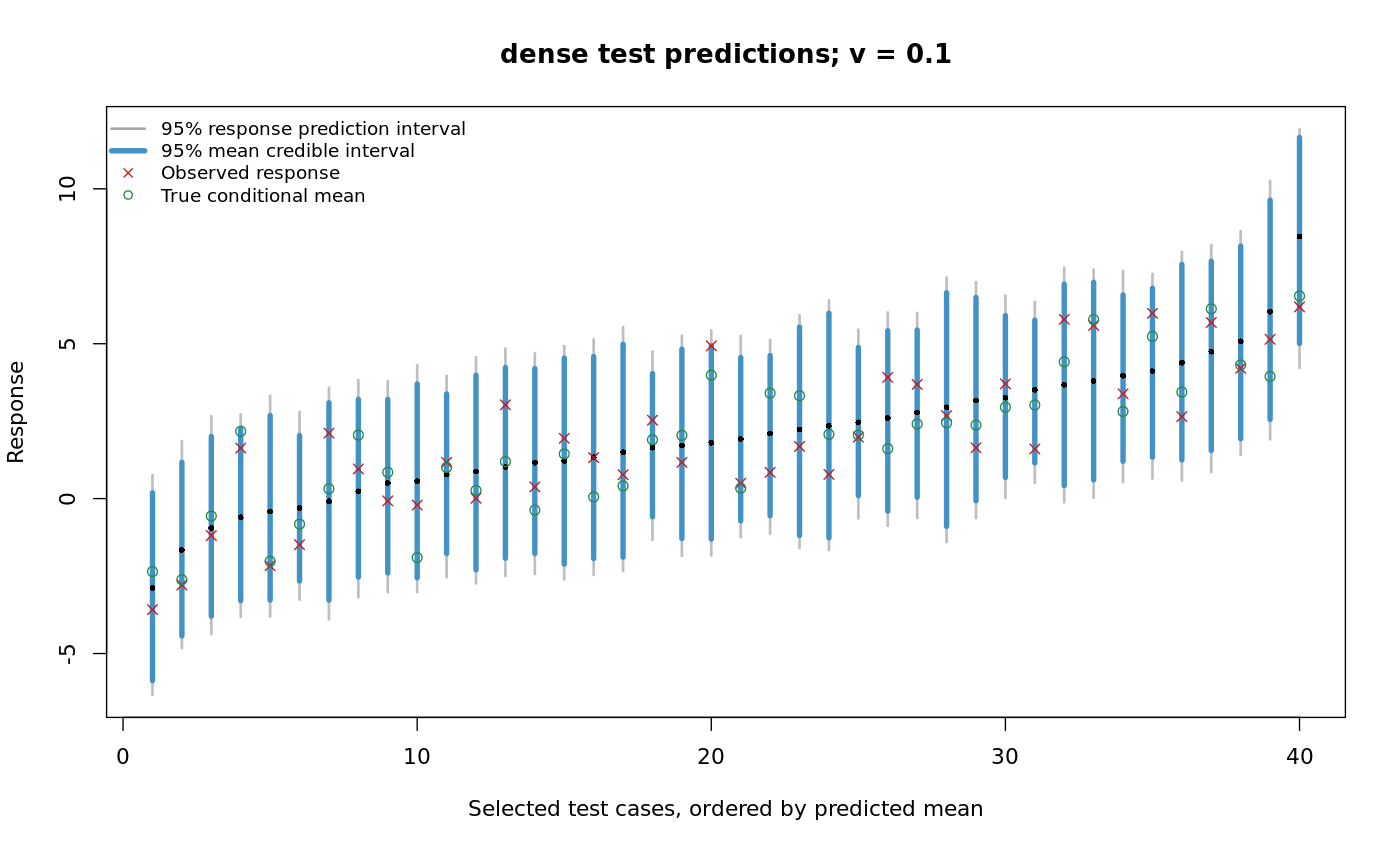 dense test predictions; v = 0.1
95% response prediction interval
95% mean credible interval
Observed response
True conditional mean
Response
10
5
0
-5
0 10 20 30 40
Selected test cases, ordered by predicted mean